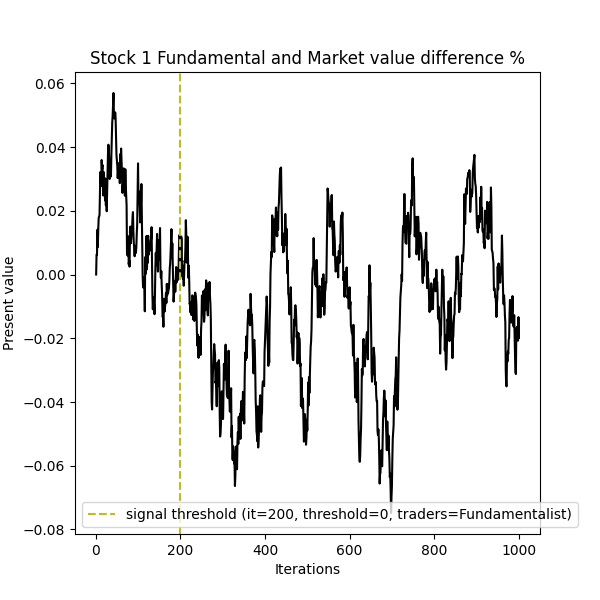 Stock 1 Fundamental and Market value difference %
0.06
0.04
0.02
0.00
−0.02
−0.04
−0.06
−0.08
Present value
signal threshold (it=200, threshold=0, traders=Fundamentalist)
0 200 400 600 800 1000
Iterations